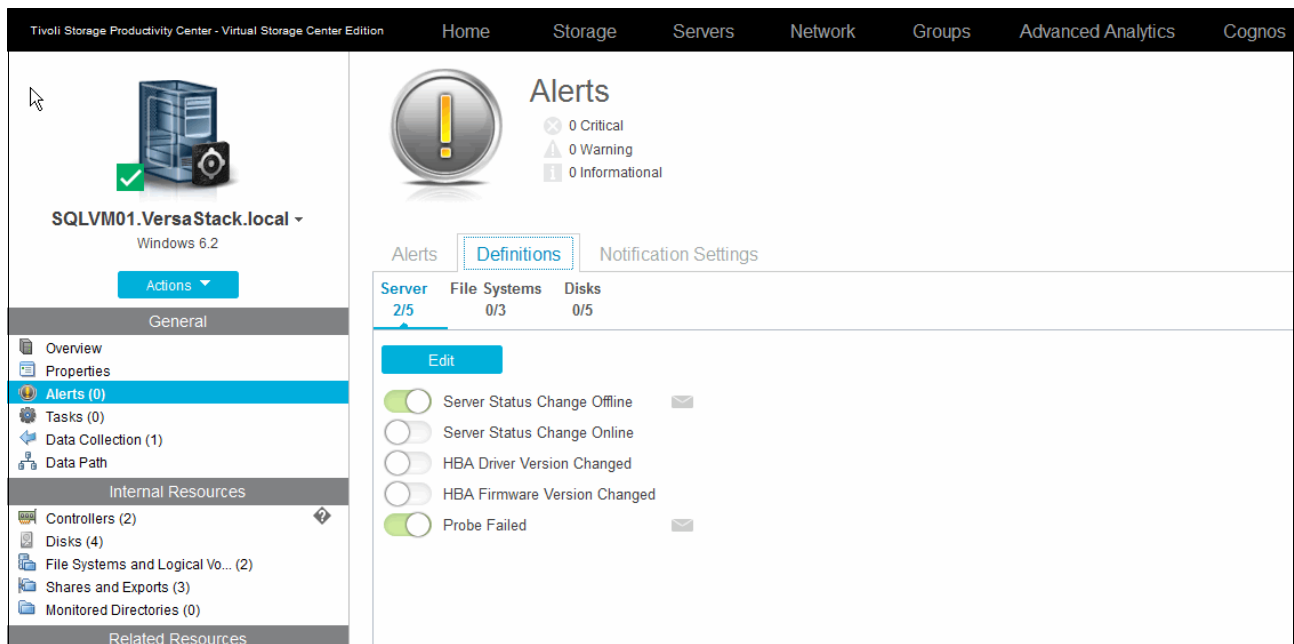 Tivoli Storage Productivity Center - Virtual Storage Center Edition
Home Storage Servers Network Groups Advanced Analytics Cognos
SQLVM01.VersaStack.local
Windows 6.2
Actions
General
Overview
Properties
Alerts (0)
Tasks (0)
Data Collection (1)
Data Path
Internal Resources
Controllers (2)
Disks (4)
File Systems and Logical Vo... (2)
Shares and Exports (3)
Monitored Directories (0)
Related Resources
Alerts
0 Critical
0 Warning
0 Informational
Alerts Definitions Notification Settings
Server File Systems Disks
2/5 0/3 0/5
Edit
Server Status Change Offline
Server Status Change Online
HBA Driver Version Changed
HBA Firmware Version Changed
Probe Failed